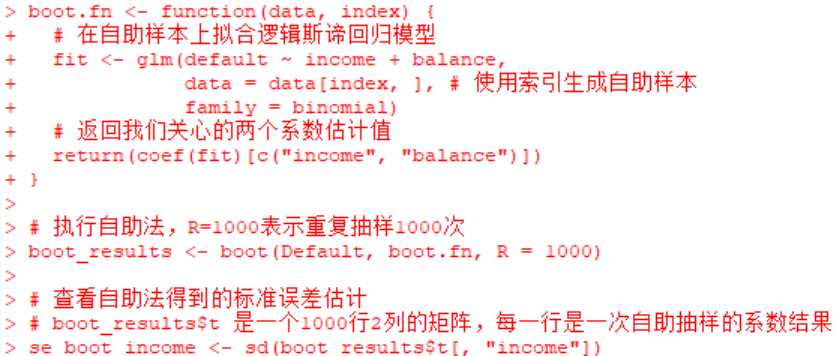 > boot.fn <- function(data, index) {
+   # 在自助样本上拟合逻辑斯谛回归模型
+   fit <- glm(default ~ income + balance,
+              data = data[index, ], # 使用索引生成自助样本
+              family = binomial)
+   # 返回我们关心的两个系数估计值
+   return(coef(fit)[c("income", "balance")])
+ }
>
> # 执行自助法，R=1000表示重复抽样1000次
> boot_results <- boot(Default, boot.fn, R = 1000)
>
> # 查看自助法得到的标准误差估计
> # boot_results$t 是一个1000行2列的矩阵，每一行是一次自助抽样的系数结果
> se_boot_income <- sd(boot_results$t[, "income"])